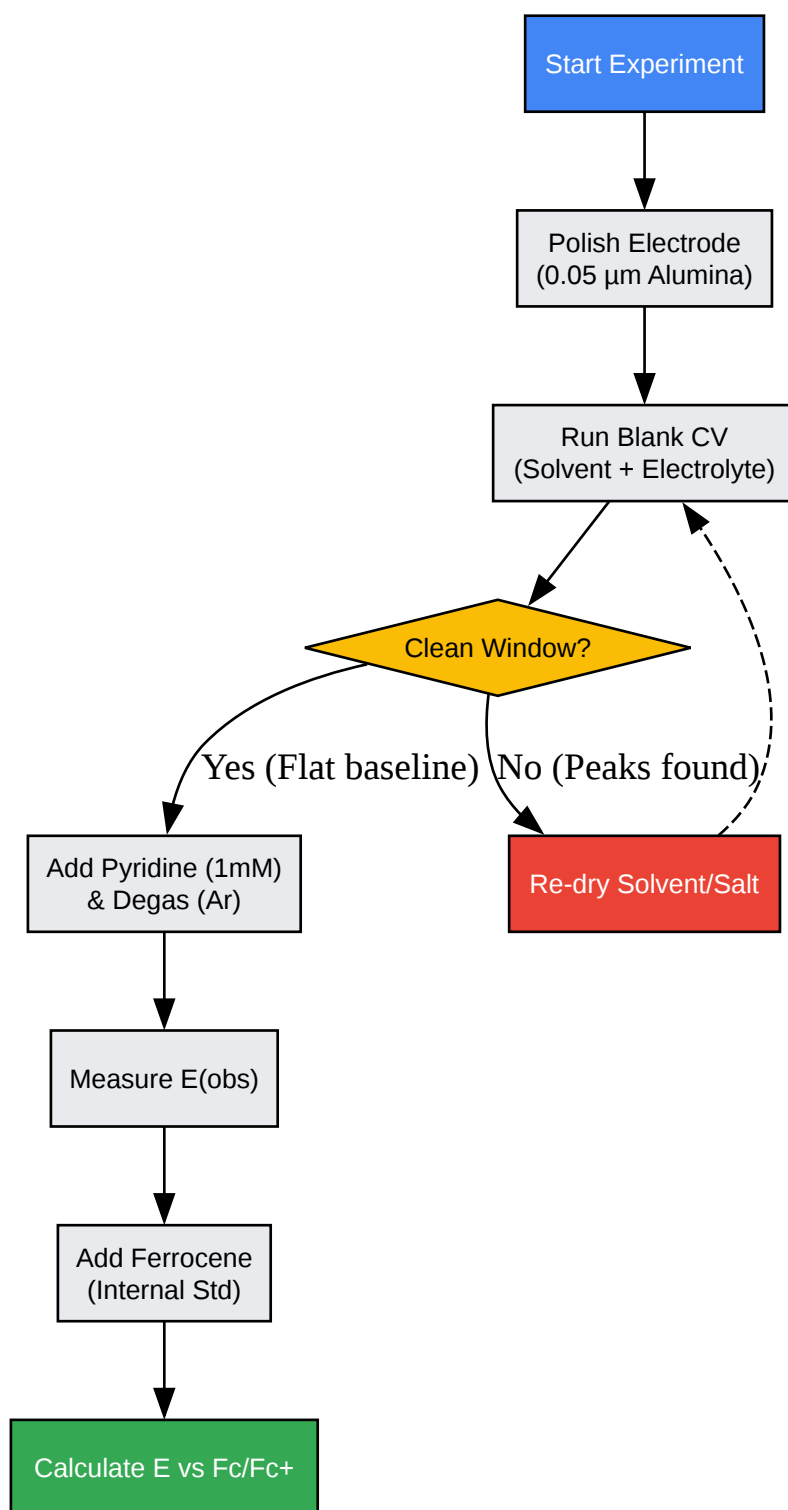 Start Experiment
Polish Electrode
(0.05 µm Alumina)
Run Blank CV
(Solvent + Electrolyte)
Clean Window?
Yes (Flat baseline)
No (Peaks found)
Add Pyridine (1mM)
& Degas (Ar)
Re-dry Solvent/Salt
Measure E(obs)
Add Ferrocene
(Internal Std)
Calculate E vs Fc/Fc+